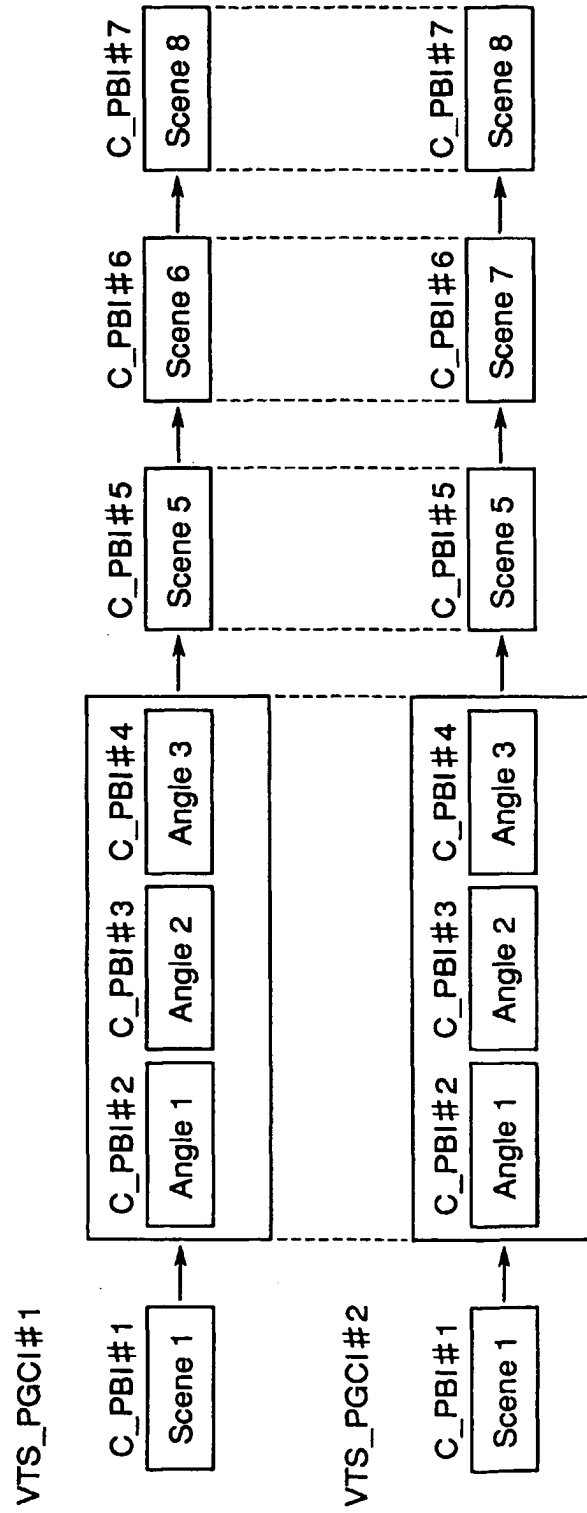 VTS_PGCI#1
C_PBI#1 C_PBI#2 C_PBI#3 C_PBI#4 C_PBI#5 C_PBI#6 C_PBI#7
Scene 1 Angle 1 Angle 2 Angle 3 Scene 5 Scene 6 Scene 8
VTS_PGCI#2
C_PBI#1 C_PBI#2 C_PBI#3 C_PBI#4 C_PBI#5 C_PBI#6 C_PBI#7
Scene 1 Angle 1 Angle 2 Angle 3 Scene 5 Scene 7 Scene 8